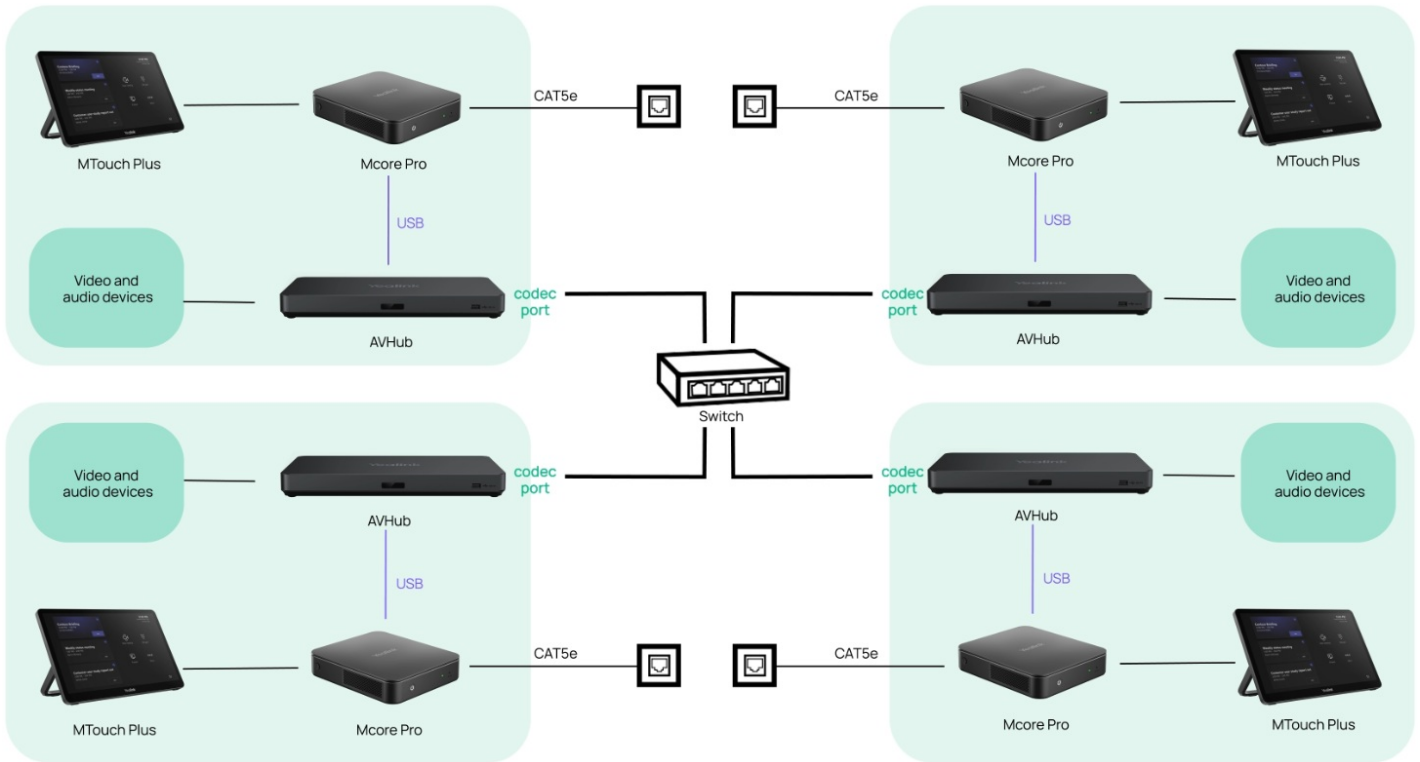 CAT5e
CAT5e
MTouch Plus
Mcore Pro
Mcore Pro
MTouch Plus
USB
USB
Video and
audio devices
codec
port
AVHub
codec
port
AVHub
Video and
audio devices
Switch
Video and
audio devices
codec
port
AVHub
codec
port
AVHub
Video and
audio devices
USB
USB
CAT5e
CAT5e
MTouch Plus
Mcore Pro
Mcore Pro
MTouch Plus